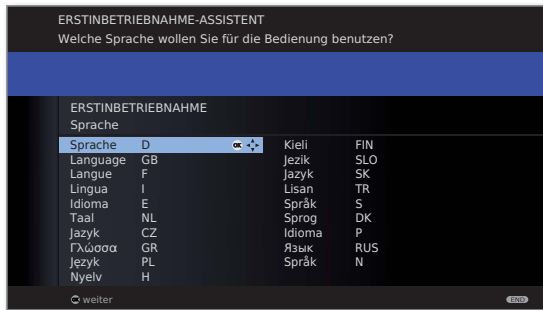 ERSTINBETRIEBNAHME-ASSISTENT
Welche Sprache wollen Sie für die Bedienung benutzen?
ERSTINBETRIEBNAHME
Sprache
Sprache D OK Kieli FIN
Language GB Jezik SLO
Langue F Jazyk SK
Lingua I Lisan TR
Idioma E Språk S
Taal NL Sprog DK
Jazyk CZ Idioma P
Γλώσσα GR Язык RUS
Język PL Språk N
Nyelv H
OK weiter END